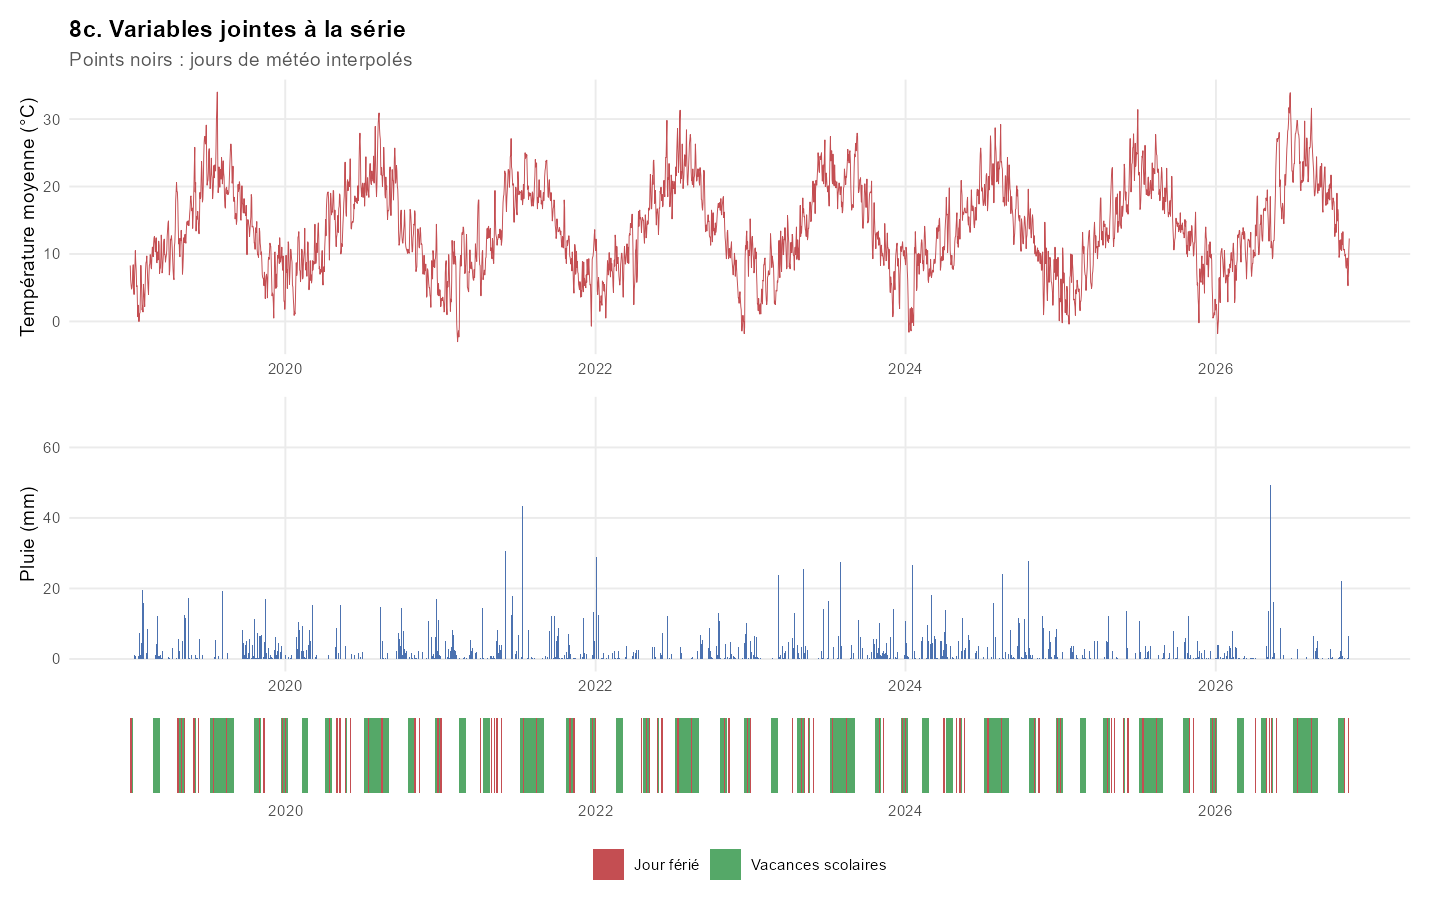 8c. Variables jointes à la série
Points noirs : jours de météo interpolés
Température moyenne (°C)
30
20
10
0
2020 2022 2024 2026
Pluie (mm)
60
40
20
0
2020 2022 2024 2026
2020 2022 2024 2026
Jour férié Vacances scolaires